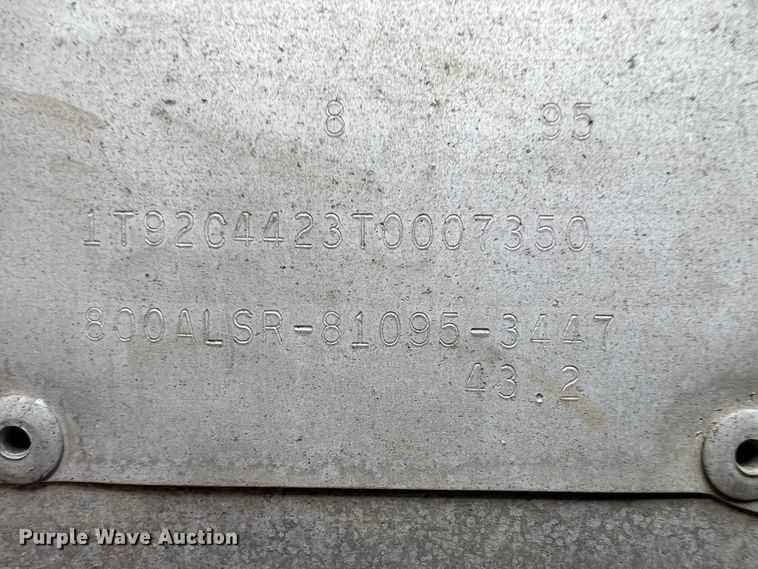 8 95
1T92C4423T0007350
800ALSR-81095-3447
43.2
Purple Wave Auction